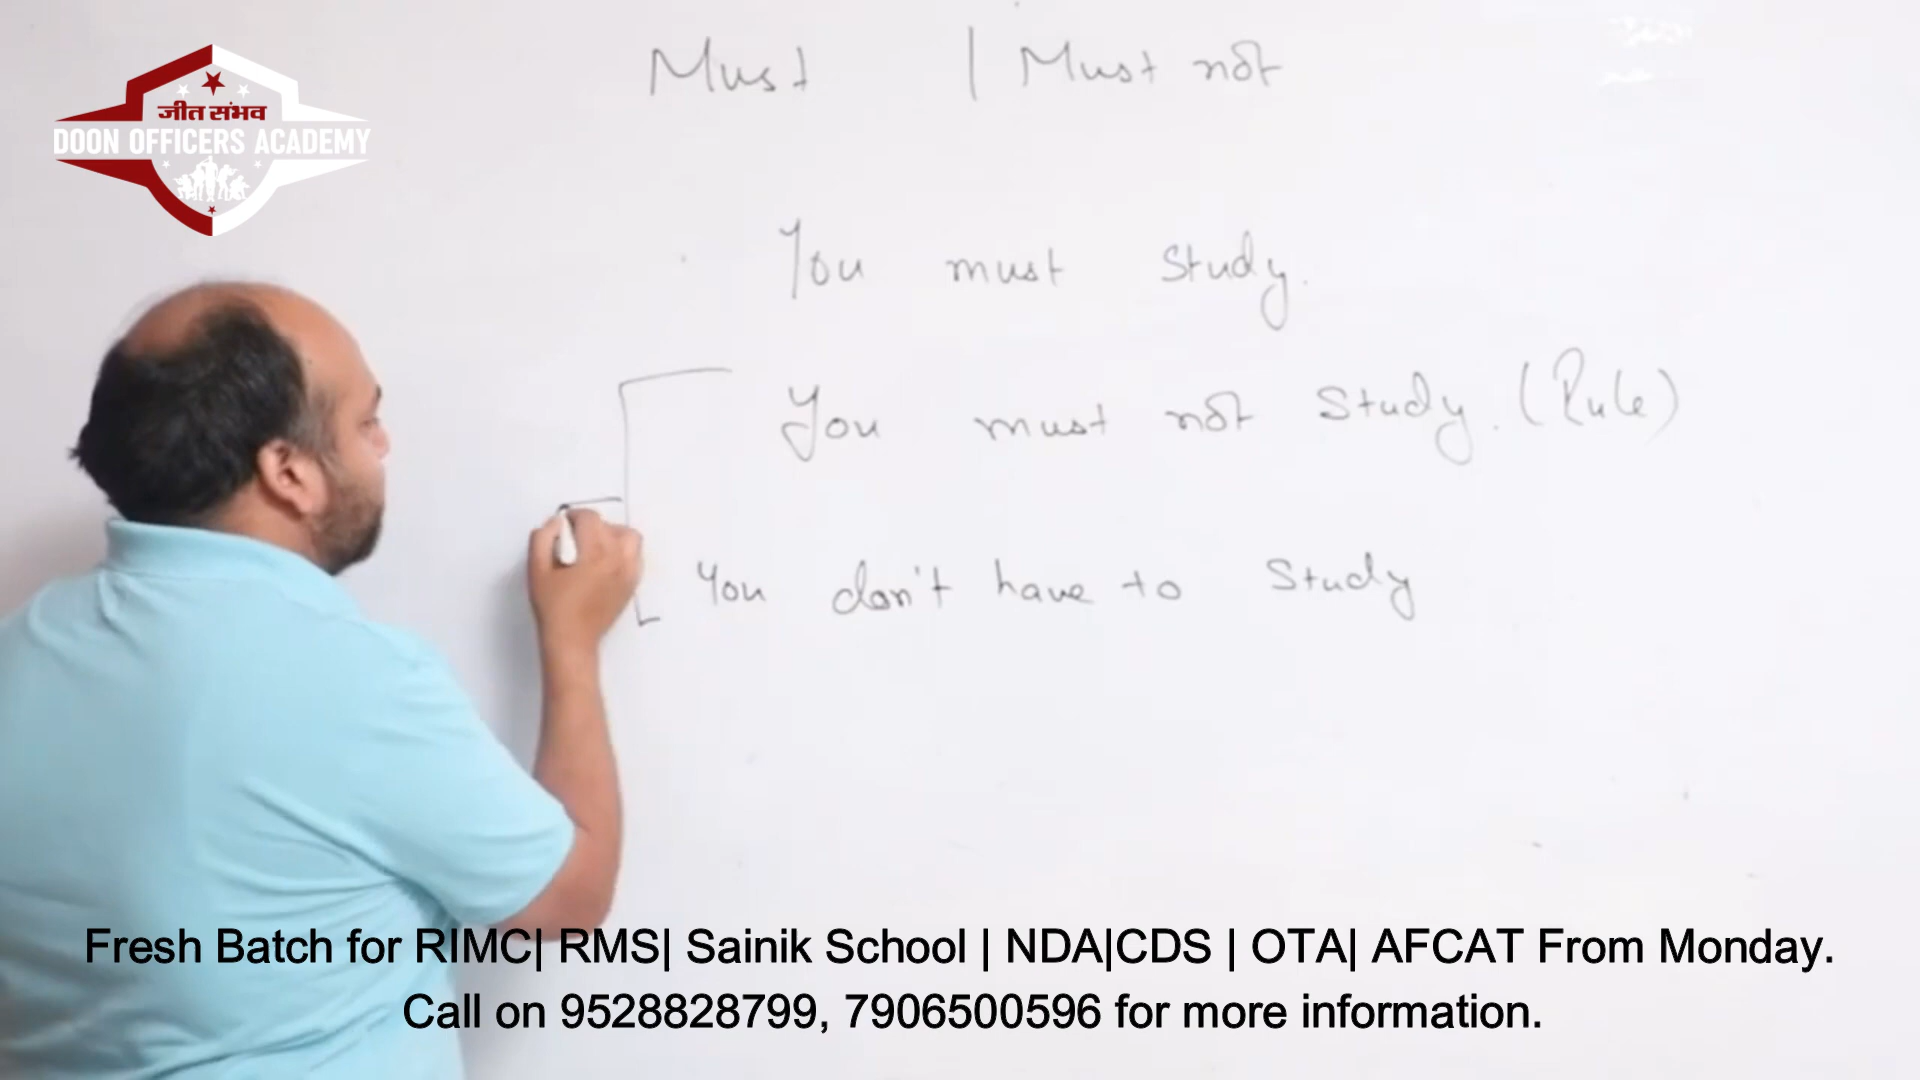 जीत संभव
DOON OFFICERS ACADEMY
Must | Must not
You must study.
You must not study. (Rule)
You don't have to study
Fresh Batch for RIMC| RMS| Sainik School | NDA|CDS | OTA| AFCAT From Monday.
Call on 9528828799, 7906500596 for more information.